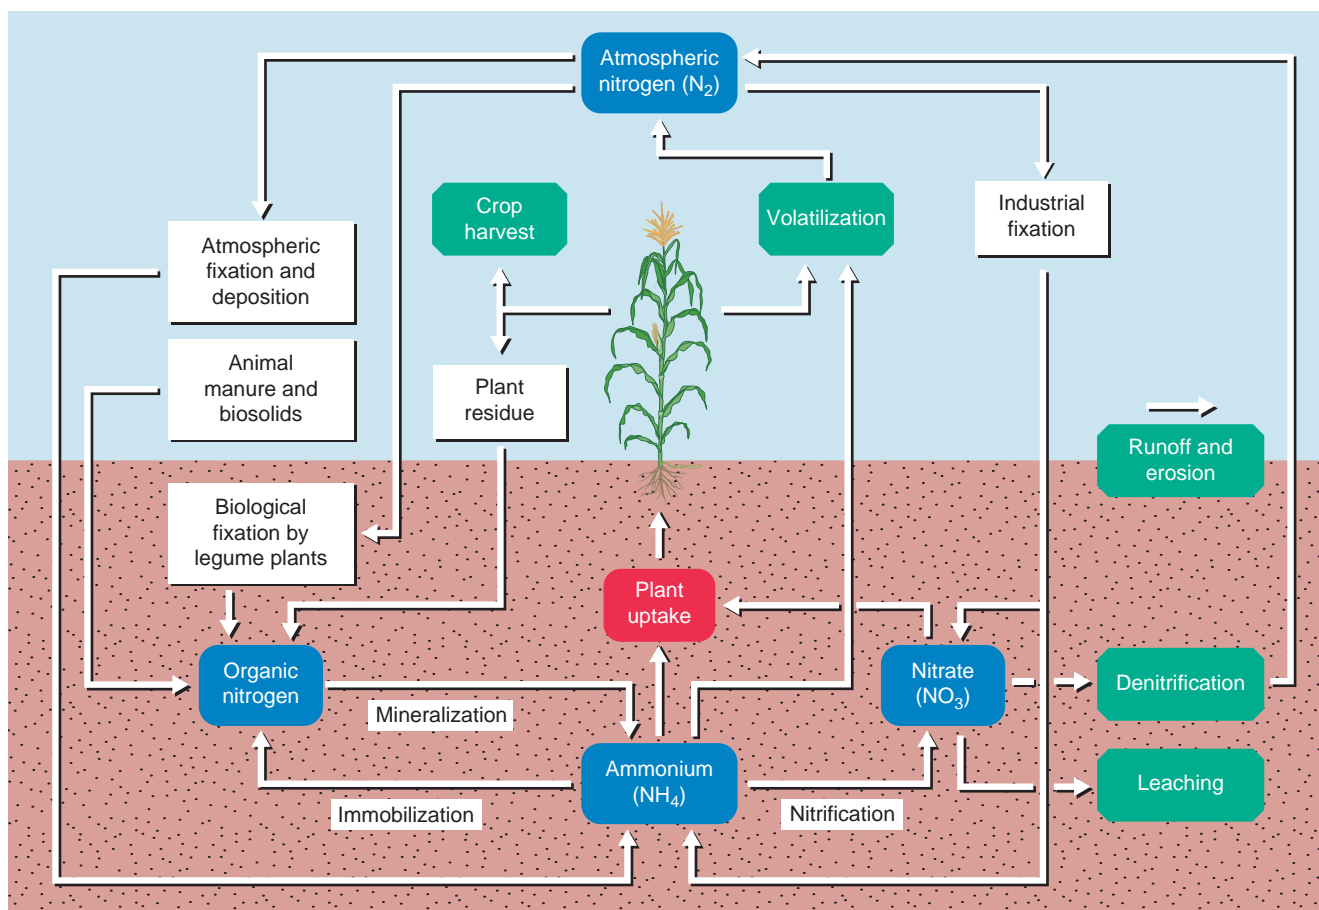 Atmospheric
nitrogen (N₂)
Crop
harvest
Volatilization
Industrial
fixation
Atmospheric
fixation and
deposition
Animal
manure and
biosolids
Plant
residue
Runoff and
erosion
Biological
fixation by
legume plants
Plant
uptake
Organic
nitrogen
Nitrate
(NO₃)
Denitrification
Mineralization
Ammonium
(NH₄)
Leaching
Immobilization
Nitrification